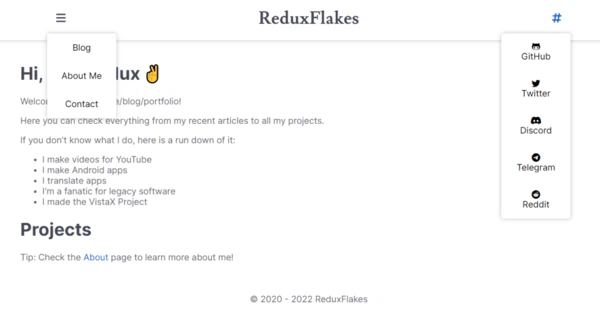 ReduxFlakes
#
Blog
About Me
Contact
GitHub
Twitter
Discord
Telegram
Reddit
Hi, lux ✌
Welcom e/blog/portfolio!
Here you can check everything from my recent articles to all my projects.
If you don't know what I do, here is a run down of it:
• I make videos for YouTube
• I make Android apps
• I translate apps
• I'm a fanatic for legacy software
• I made the VistaX Project
Projects
Tip: Check the About page to learn more about me!
© 2020 - 2022 ReduxFlakes